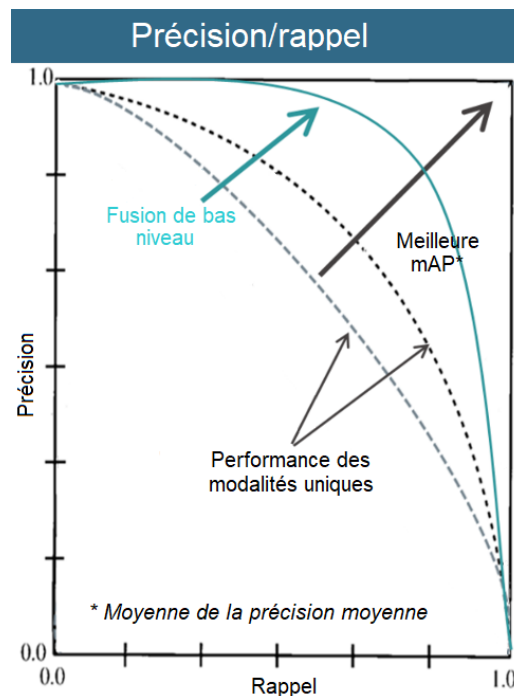 Précision/rappel
1.0
Fusion de bas
niveau
Meilleure
mAP*
Précision
Performance des
modalités uniques
* Moyenne de la précision moyenne
0.0
0.0
Rappel
1.0